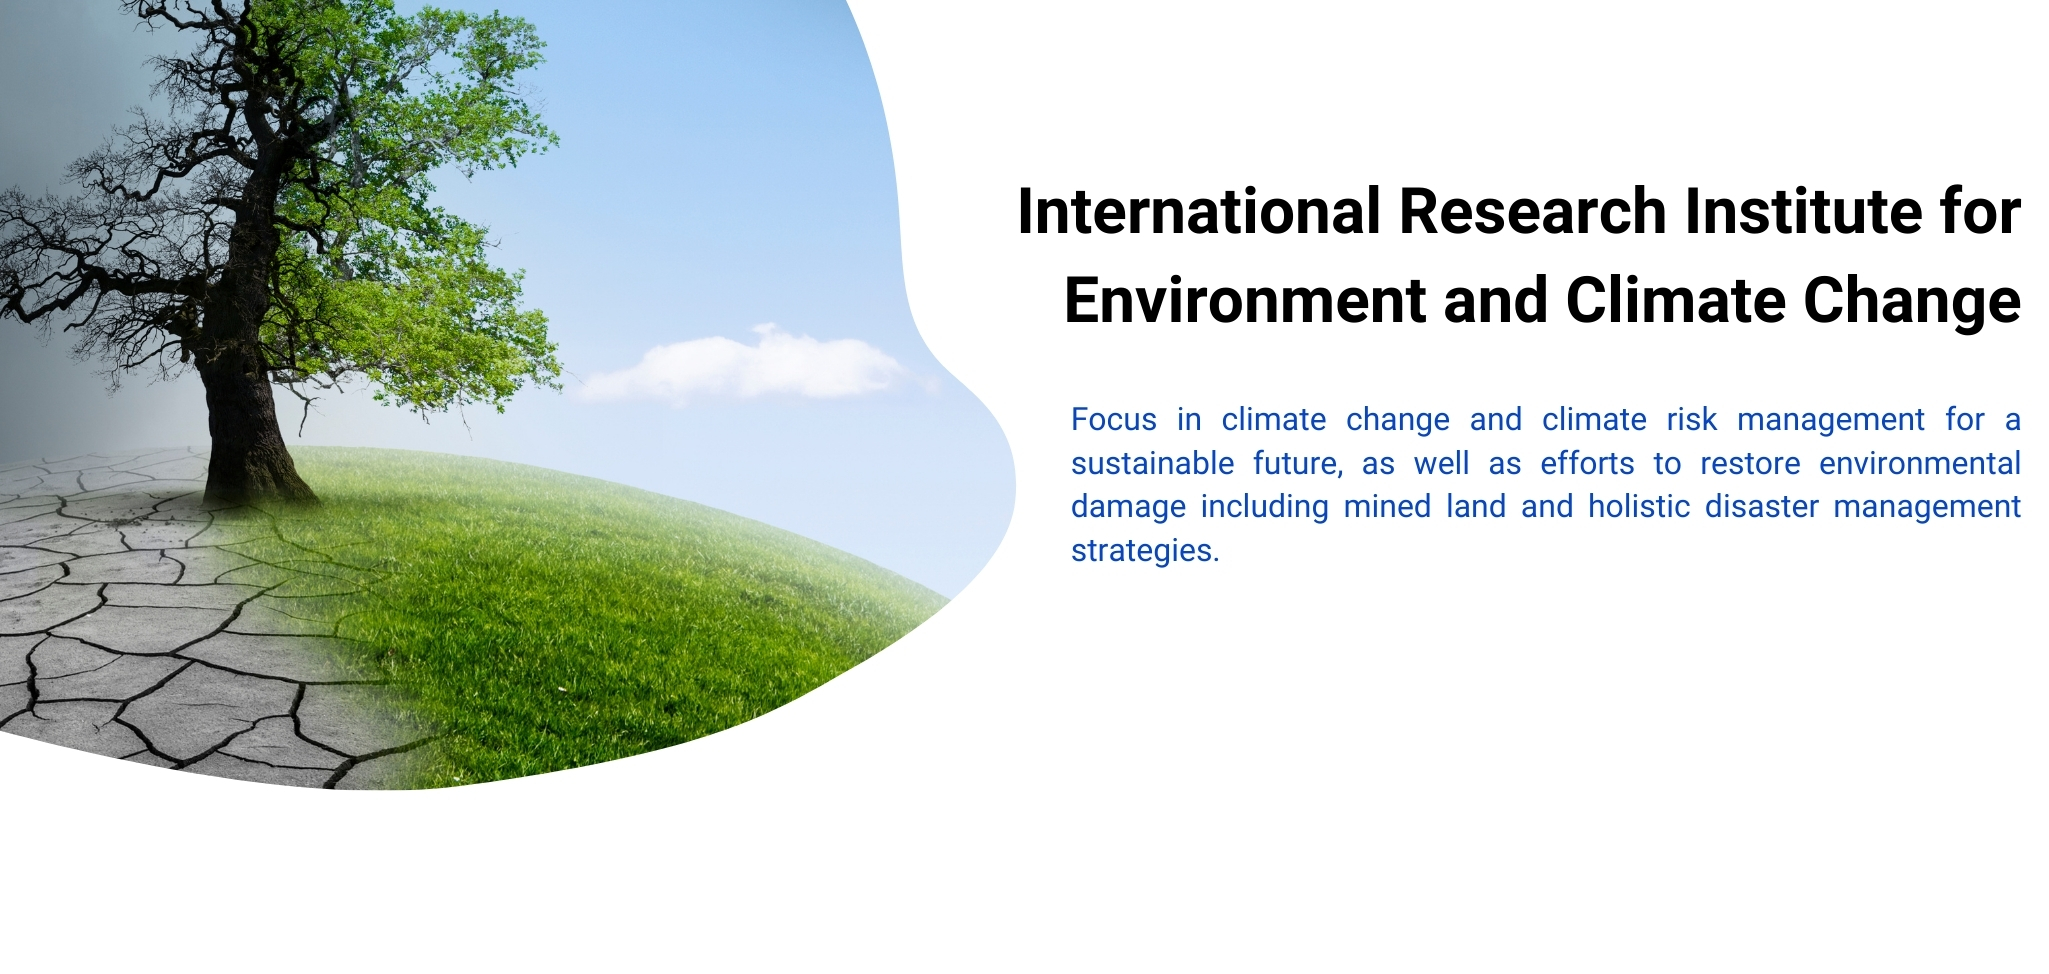 International Research Institute for
Environment and Climate Change
Focus in climate change and climate risk management for a
sustainable future, as well as efforts to restore environmental
damage including mined land and holistic disaster management
strategies.